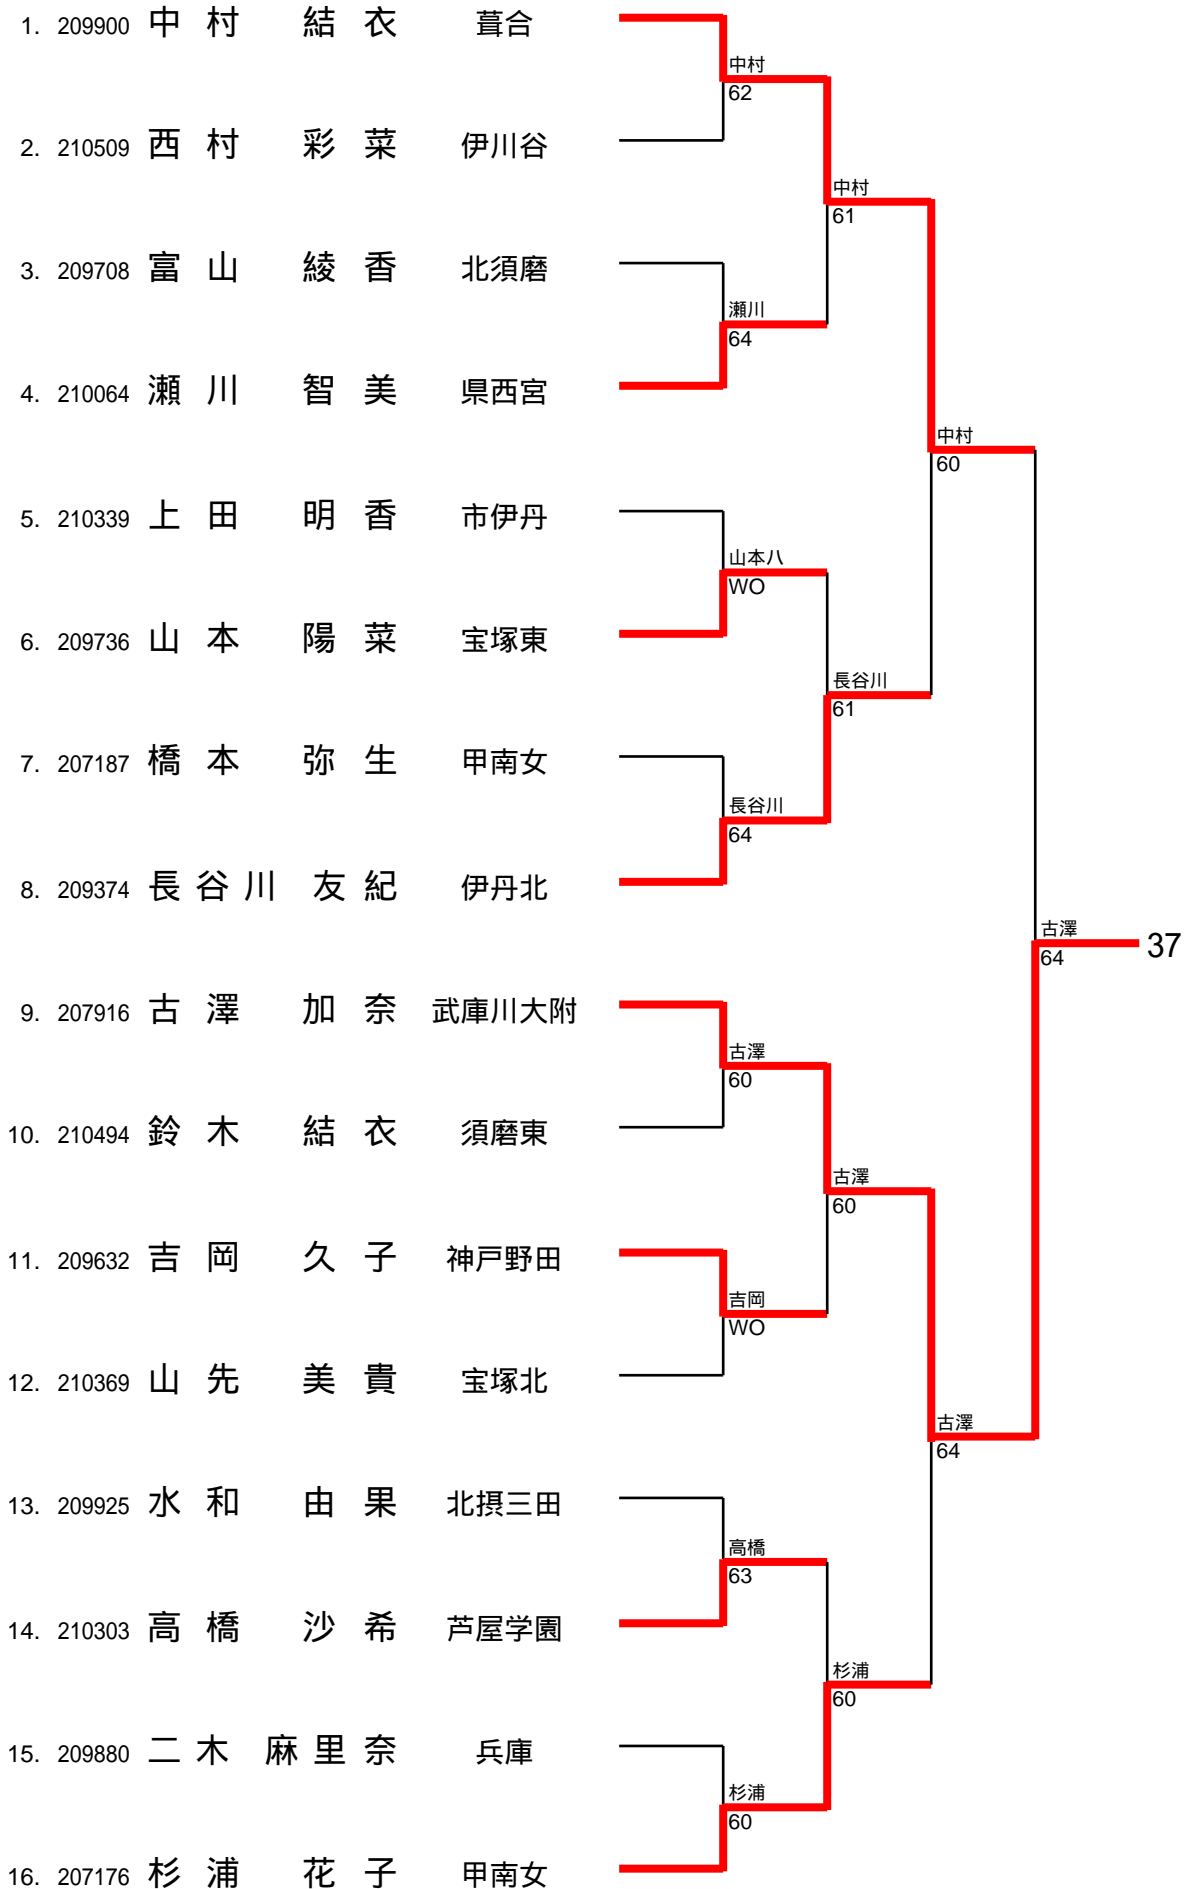 1. 209900 中村 結衣 葺合
中村
62
2. 210509 西村 彩菜 伊川谷
中村
61
3. 209708 富山 綾香 北須磨
瀬川
64
4. 210064 瀬川 智美 県西宮
中村
60
5. 210339 上田 明香 市伊丹
山本八
WO
6. 209736 山本 陽菜 宝塚東
長谷川
61
7. 207187 橋本 弥生 甲南女
長谷川
64
8. 209374 長谷川 友紀 伊丹北
古澤
64
37
9. 207916 古澤 加奈 武庫川大附
古澤
60
10. 210494 鈴木 結衣 須磨東
古澤
60
11. 209632 吉岡 久子 神戸野田
吉岡
WO
12. 210369 山先 美貴 宝塚北
古澤
64
13. 209925 水和 由果 北摂三田
高橋
63
14. 210303 高橋 沙希 芦屋学園
杉浦
60
15. 209880 二木 麻里奈 兵庫
杉浦
60
16. 207176 杉浦 花子 甲南女